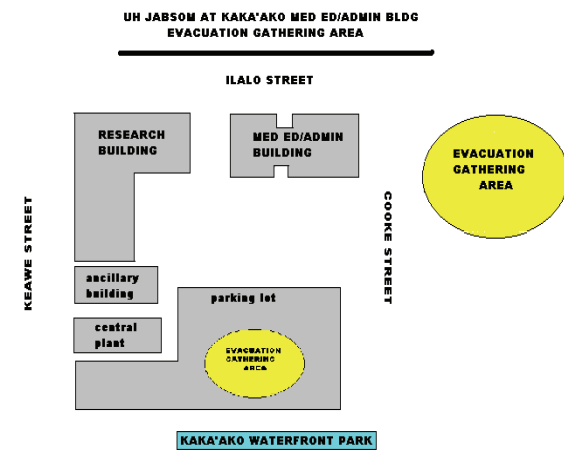 UH JABSOM AT KAKA'AKO MED ED/ADMIN BLDG
EVACUATION GATHERING AREA
ILALO STREET
RESEARCH
BUILDING
MED ED/ADMIN
BUILDING
EVACUATION
GATHERING
AREA
KEAWE STREET
COOKE STREET
ancillary
building
parking lot
central
plant
EVACUATION
GATHERING
AREA
KAKA'AKO WATERFRONT PARK